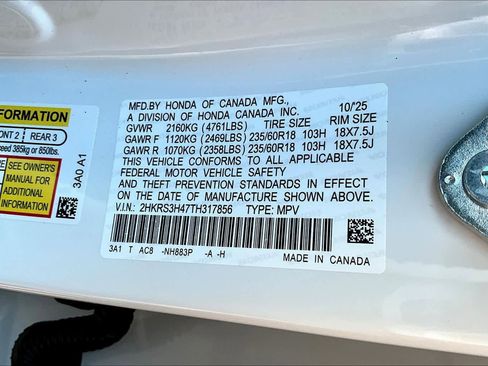 FORMATION
ONT 2 REAR 3
ceed 385kg or 850lbs.
SEE OWNER'S
MANUAL FOR
ADDITIONAL
INFORMATION
3A0 A1
MFD.BY HONDA OF CANADA MFG.,
A DIVISION OF HONDA CANADA INC. 10/'25
GVWR 2160KG (4761LBS) TIRE SIZE RIM SIZE
GAWR F 1120KG (2469LBS) 235/60R18 103H 18X7.5J
GAWR R 1070KG (2358LBS) 235/60R18 103H 18X7.5J
THIS VEHICLE CONFORMS TO ALL APPLICABLE
FEDERAL MOTOR VEHICLE SAFETY
AND THEFT PREVENTION STANDARDS IN EFFECT
ON THE DATE OF MANUFACTURE SHOWN ABOVE.
V.I.N.: 2HKRS3H47TH317856 TYPE: MPV
3A1 T AC8 -NH883P -A -H MADE IN CANADA